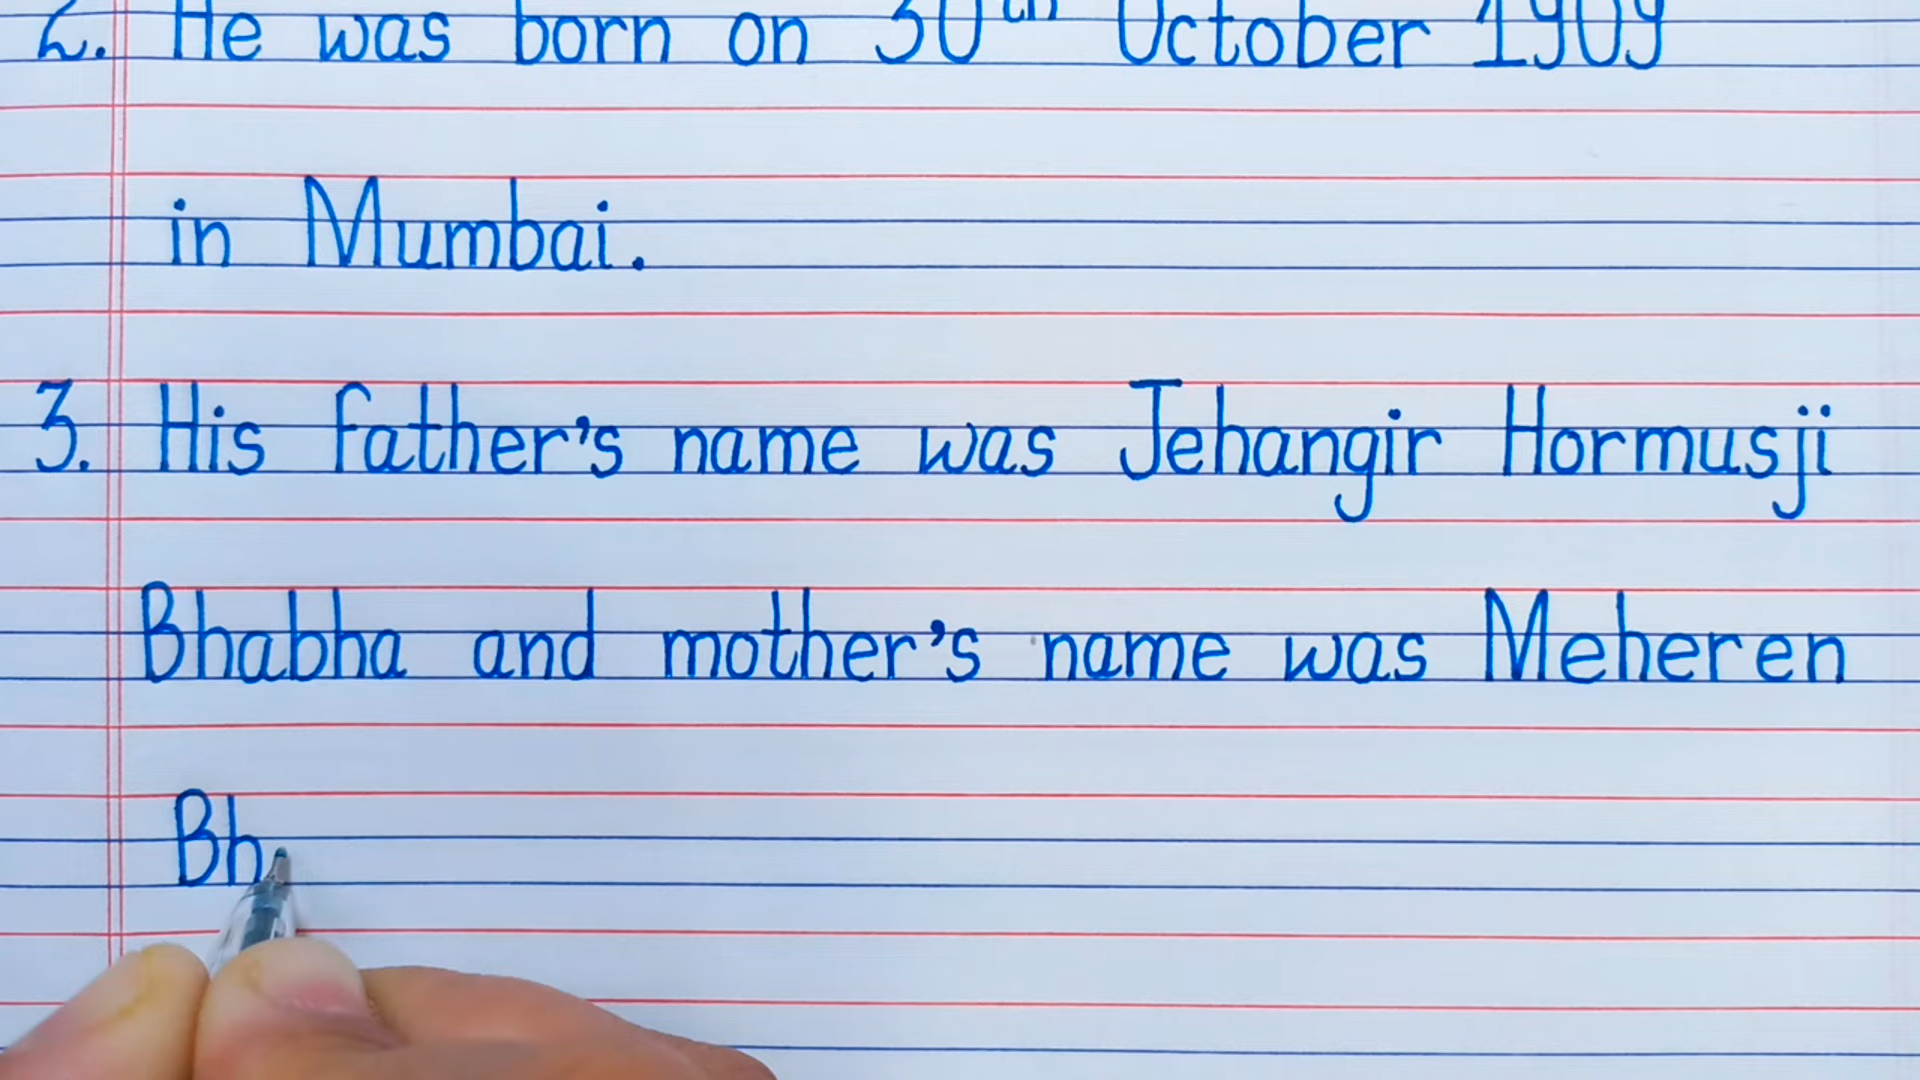 2. He was born on 30th October 1909
in Mumbai.
3. His father's name was Jehangir Hormusji
Bhabha and mother's name was Meheren
Bh